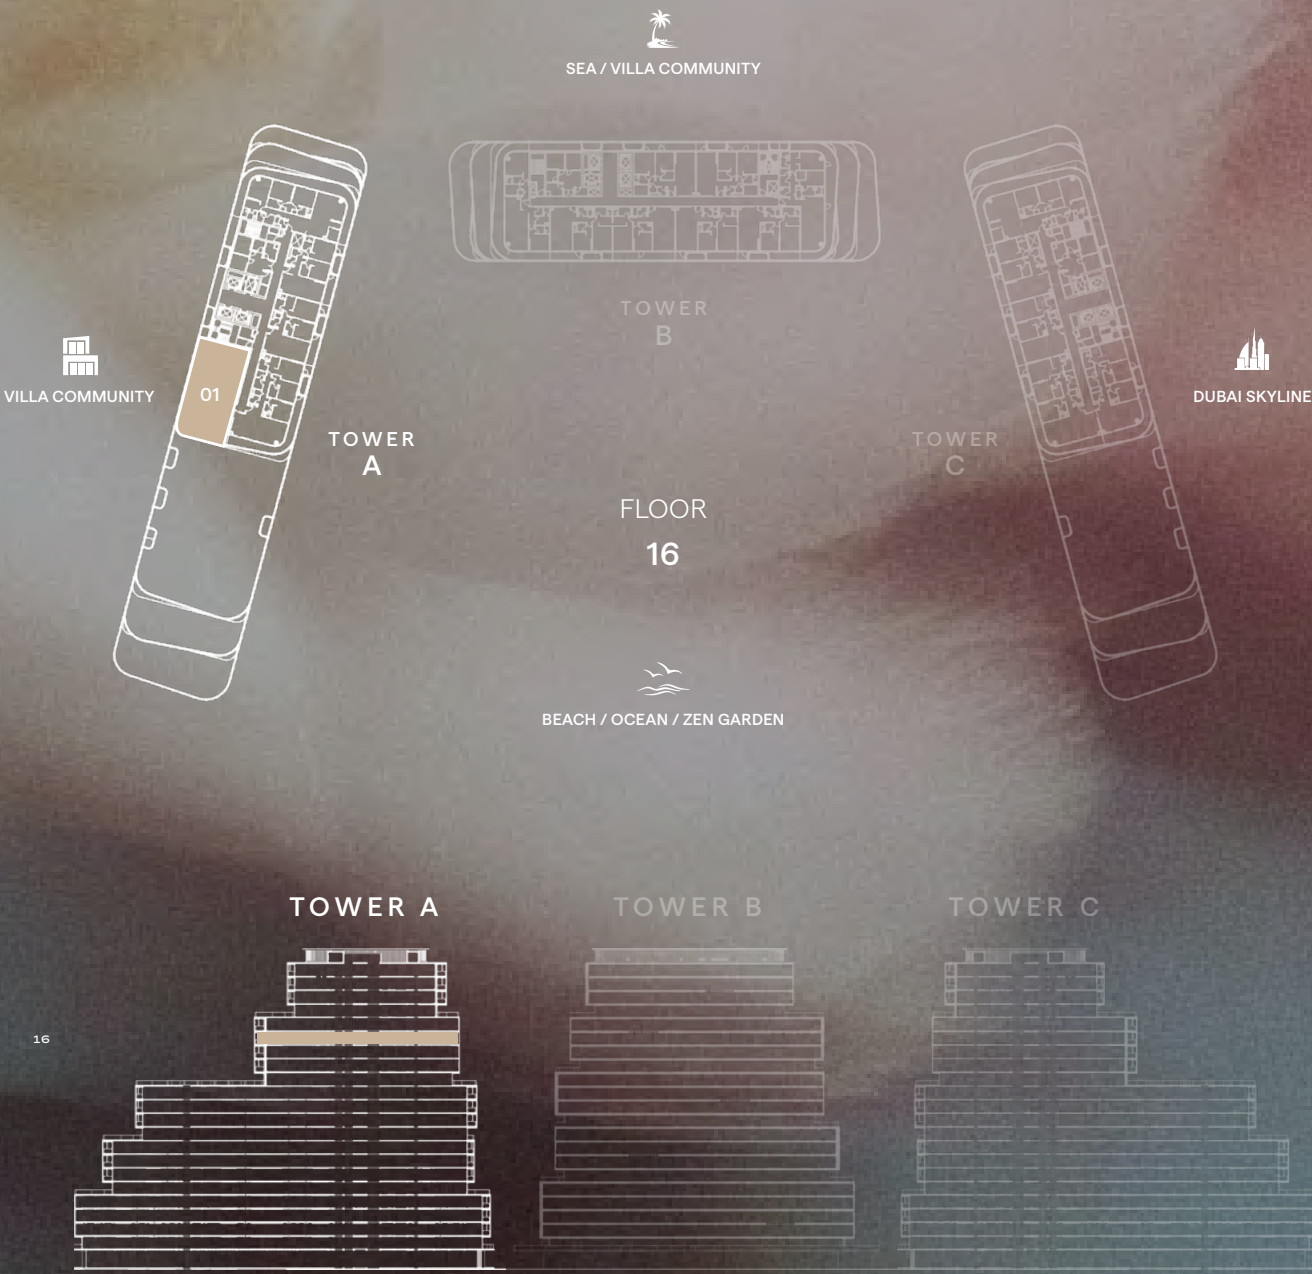 SEA / VILLA COMMUNITY
TOWER
B
VILLA COMMUNITY
01
DUBAI SKYLINE
TOWER
A
TOWER
C
FLOOR
16
BEACH / OCEAN / ZEN GARDEN
TOWER A
TOWER B
TOWER C
16